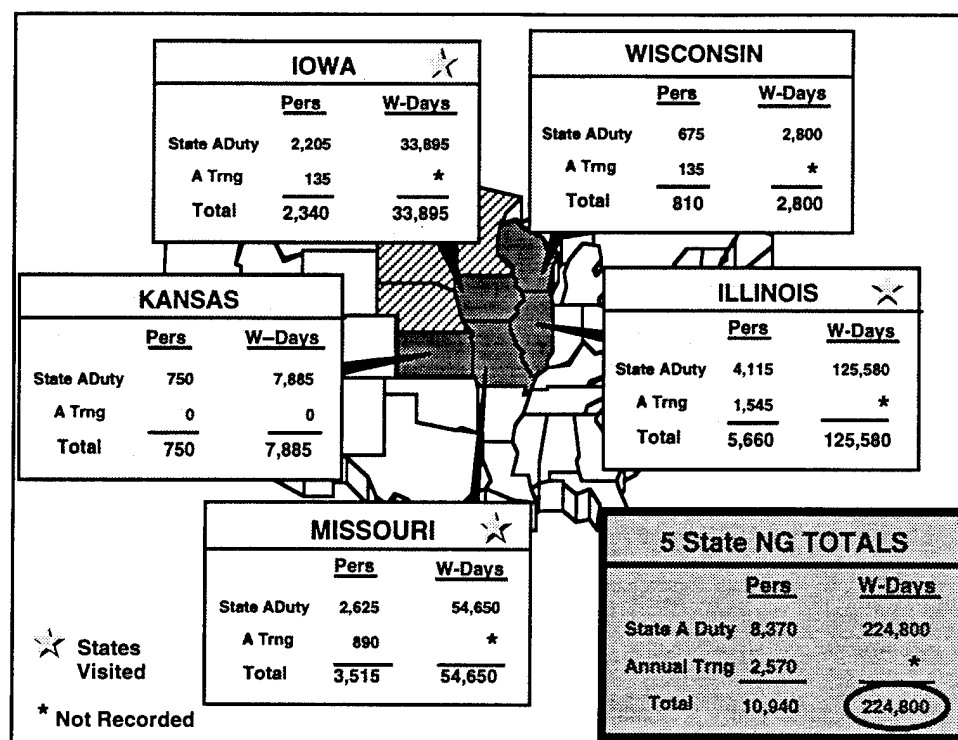 IOWA
Pers W-Days
State ADuty 2,205 33,895
A Trng 135 *
Total 2,340 33,895
WISCONSIN
Pers W-Days
State ADuty 675 2,800
A Trng 135 *
Total 810 2,800
KANSAS
Pers W–Days
State ADuty 750 7,885
A Trng 0 0
Total 750 7,885
ILLINOIS
Pers W-Days
State ADuty 4,115 125,580
A Trng 1,545 *
Total 5,660 125,580
MISSOURI
Pers W-Days
State ADuty 2,625 54,650
A Trng 890 *
Total 3,515 54,650
5 State NG TOTALS
Pers W-Days
State A Duty 8,370 224,800
Annual Trng 2,570 *
Total 10,940 224,800
States
Visited
* Not Recorded